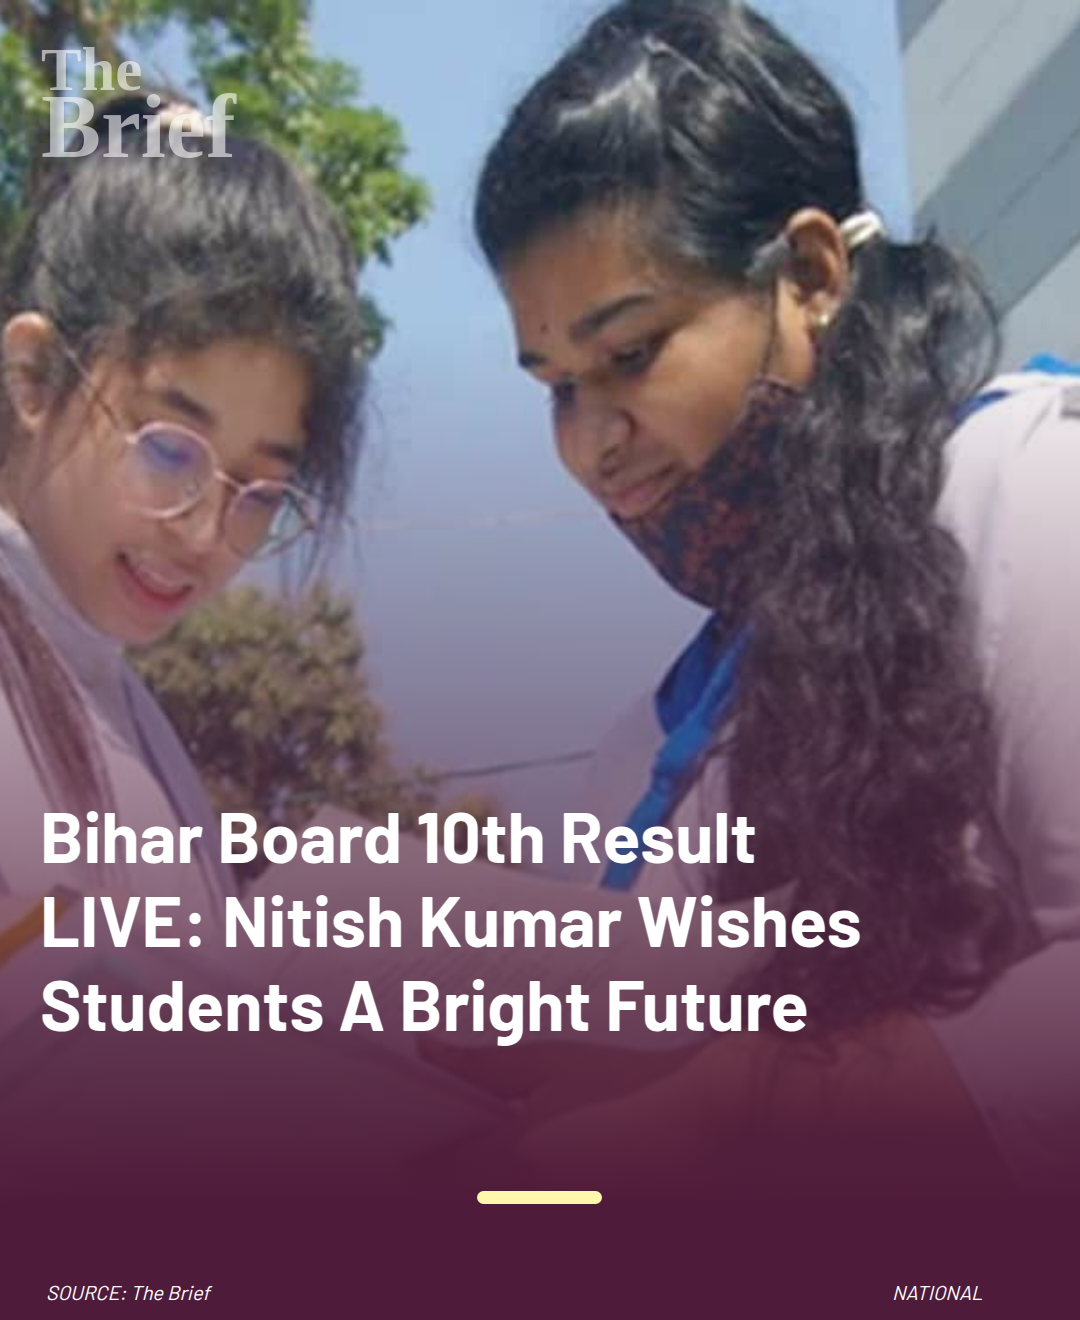 The
Brief
Bihar Board 10th Result
LIVE: Nitish Kumar Wishes
Students A Bright Future
SOURCE: The Brief
NATIONAL